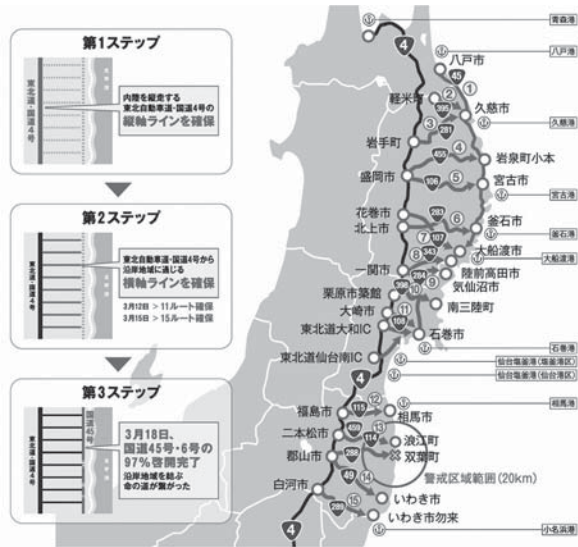 第1ステップ
東北道・国道4号
内陸を縦走する
東北自動車道・国道4号の
縦軸ラインを確保
第2ステップ
東北道・国道4号
東北自動車道・国道4号から
沿岸地域に通じる
横軸ラインを確保
3月12日 > 11ルート確保
3月15日 > 15ルート確保
第3ステップ
東北道・国道4号
国道45号
3月18日、
国道45号・6号の
97%啓開完了
沿岸地域を結ぶ
命の道が繋がった
青森港
4
八戸港
八戸市
45
①
軽米町
②
395
久慈市
③
281
久慈港
岩手町
④
455
岩泉町小本
盛岡市
106
⑤
宮古市
宮古港
花巻市
283
⑥
北上市
釜石市
釜石港
⑦
107
大船渡市
⑧
343
大船渡港
一関市
284
⑨
陸前高田市
気仙沼市
栗原市築館
398
⑩
南三陸町
大崎市
⑪
108
東北道大和IC
石巻市
石巻港
東北道仙台南IC
仙台塩釜港(塩釜港区)
仙台塩釜港(仙台港区)
4
相馬港
福島市
115
⑫
相馬市
二本松市
459
⑬
114
浪江町
郡山市
288
双葉町
警戒区域範囲(20km)
49
⑭
白河市
いわき市
289
⑮
いわき市勿来
4
小名浜港